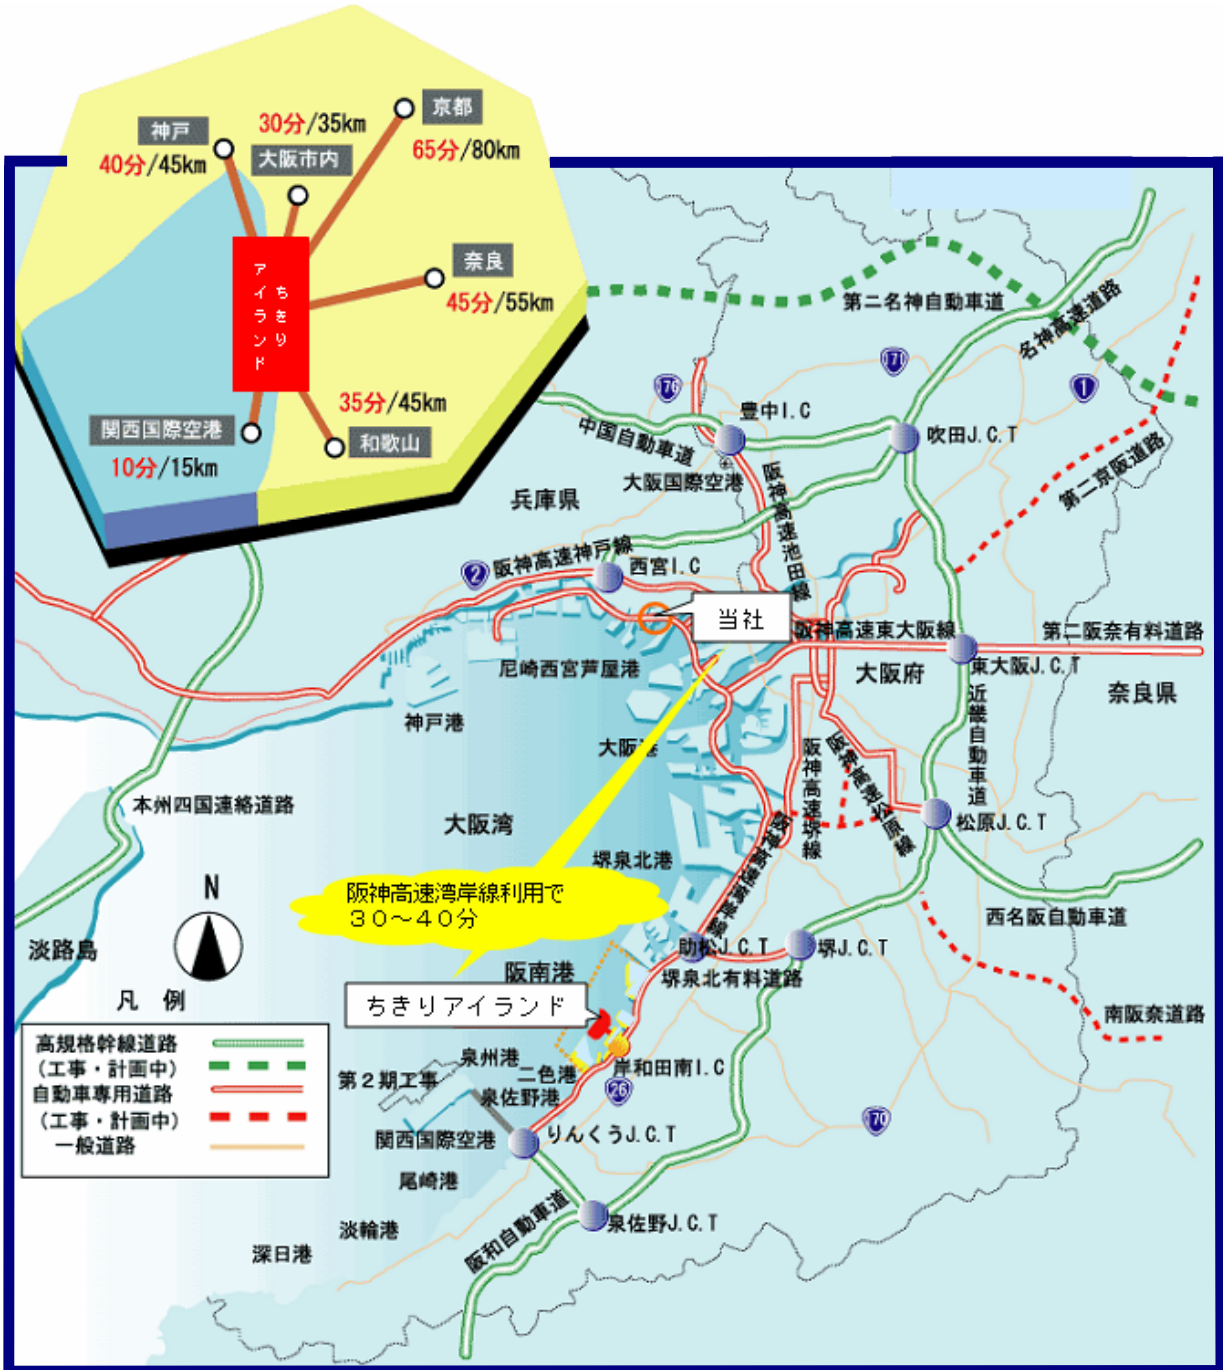 京都
65分/80km
30分/35km
大阪市内
神戸
40分/45km
奈良
45分/55km
ちきり
アイランド
35分/45km
和歌山
関西国際空港
10分/15km
第二名神自動車道
名神高速道路
171
176
1
豊中I.C
吹田J.C.T
中国自動車道
大阪国際空港
阪神高速池田線
第二京阪道路
兵庫県
阪神高速神戸線
2
西宮I.C
当社
阪神高速東大阪線
第二阪奈有料道路
尼崎西宮芦屋港
大阪府
東大阪J.C.T
奈良県
神戸港
大阪港
近畿自動車道
阪神高速堺線
阪神高速松原線
本州四国連絡道路
大阪湾
松原J.C.T
堺泉北港
阪神高速湾岸線
阪神高速湾岸線利用で
30～40分
西名阪自動車道
N
淡路島
助松J.C.T
堺J.C.T
阪南港
堺泉北有料道路
ちきりアイランド
南阪奈道路
凡 例
高規格幹線道路
(工事・計画中)
自動車専用道路
(工事・計画中)
一般道路
泉州港
第2期工事
二色港
岸和田南I.C
26
泉佐野港
170
関西国際空港
りんくうJ.C.T
尾崎港
淡輪港
深日港
阪和自動車道
泉佐野J.C.T